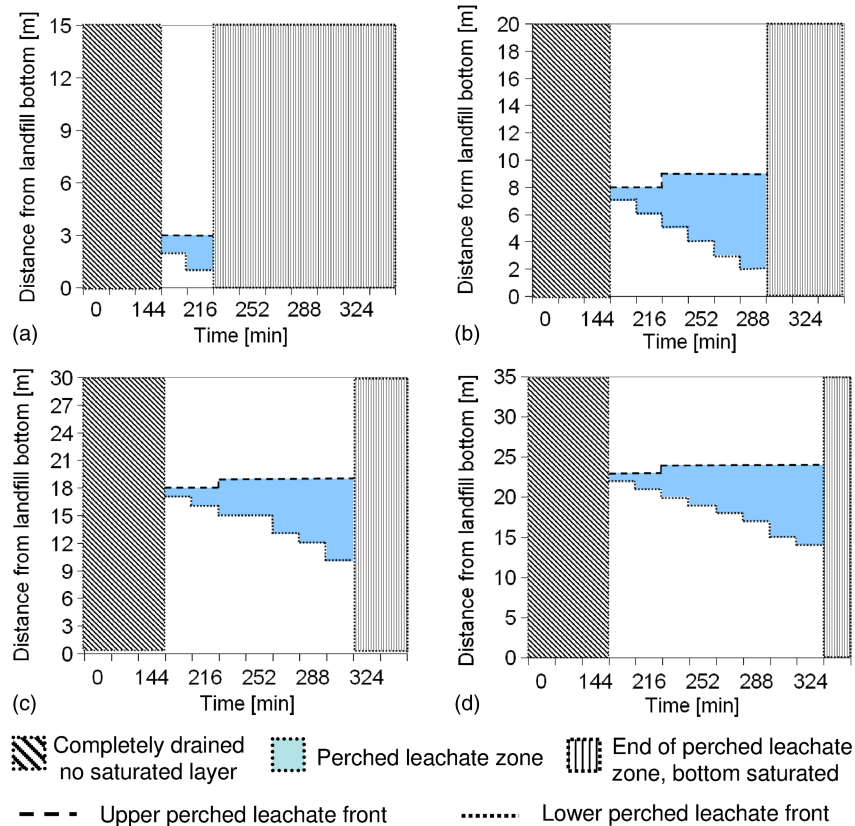 Distance from landfill bottom [m]
15
12
9
6
3
0
0 144 216 252 288 324
Time [min]
(a)
Distance form landfill bottom [m]
20
18
16
14
12
10
8
6
4
2
0
0 144 216 252 288 324
Time [min]
(b)
Distance from landfill bottom [m]
30
27
24
21
18
15
12
9
6
3
0
0 144 216 252 288 324
Time [min]
(c)
Distance from landfill bottom [m]
35
30
25
20
15
10
5
0
0 144 216 252 288 324
Time [min]
(d)
Completely drained
no saturated layer
Perched leachate zone
End of perched leachate
zone, bottom saturated
Upper perched leachate front
Lower perched leachate front